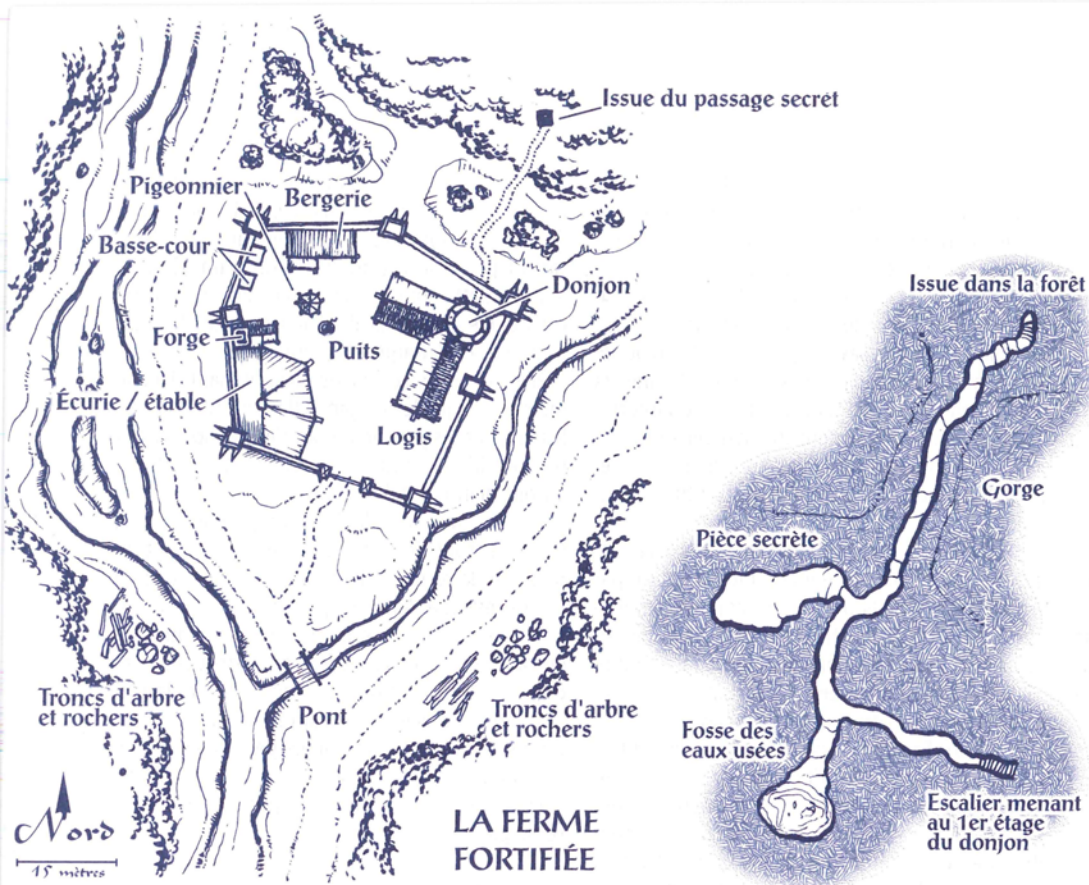 Issue du passage secret
Pigeonnier
Bergerie
Basse-cour
Donjon
Forge
Puits
Écurie / étable
Logis
Troncs d'arbre
et rochers
Pont
Troncs d'arbre
et rochers
Nord
15 mètres
LA FERME
FORTIFIÉE
Issue dans la forêt
Gorge
Pièce secrète
Fosse des
eaux usées
Escalier menant
au 1er étage
du donjon